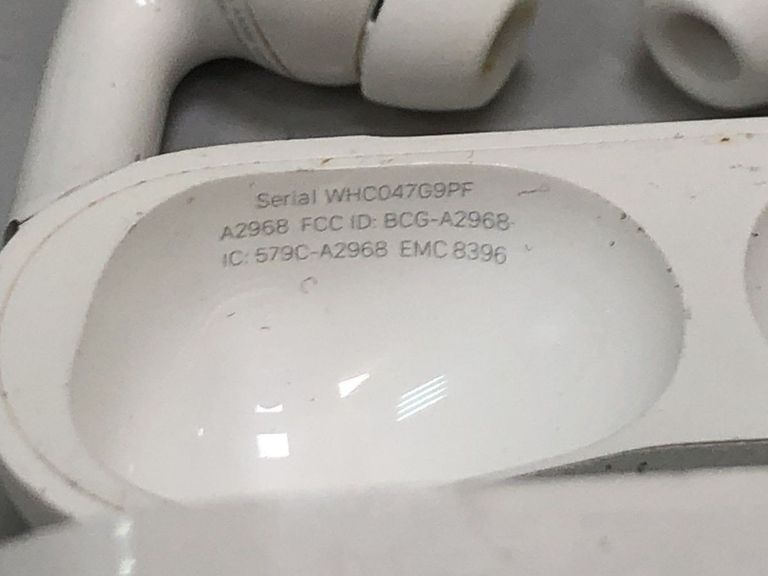 Serial WHC047G9PF
A2968 FCC ID: BCG-A2968
IC: 579C-A2968 EMC 8396